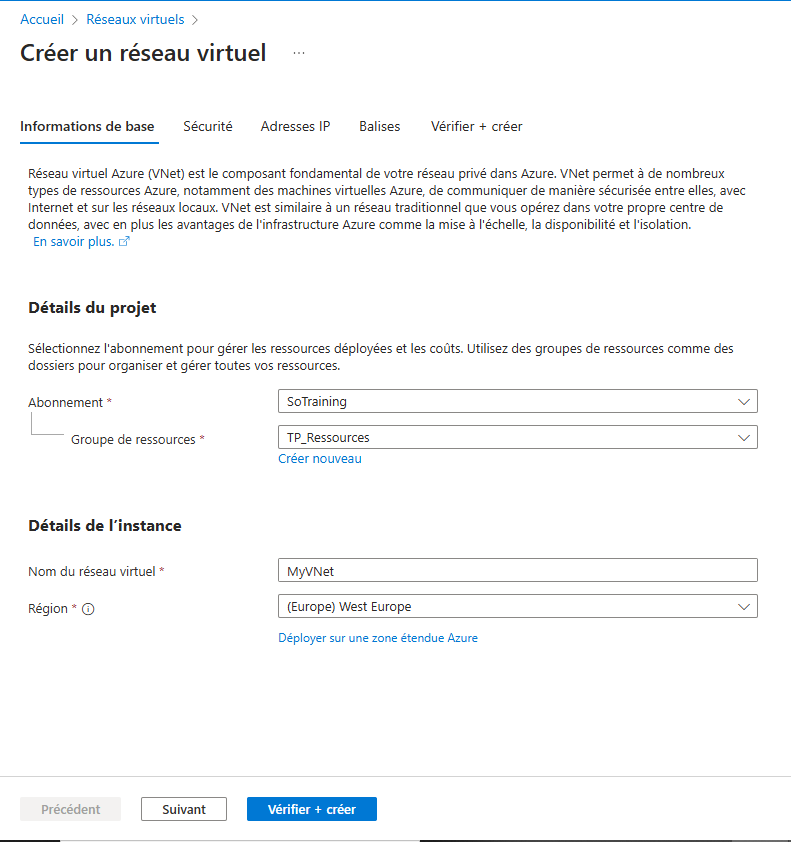 Accueil > Réseaux virtuels >
Créer un réseau virtuel ...
Informations de base Sécurité Adresses IP Balises Vérifier + créer
Réseau virtuel Azure (VNet) est le composant fondamental de votre réseau privé dans Azure. VNet permet à de nombreux
types de ressources Azure, notamment des machines virtuelles Azure, de communiquer de manière sécurisée entre elles, avec
Internet et sur les réseaux locaux. VNet est similaire à un réseau traditionnel que vous opérez dans votre propre centre de
données, avec en plus les avantages de l'infrastructure Azure comme la mise à l'échelle, la disponibilité et l'isolation.
En savoir plus.
Détails du projet
Sélectionnez l'abonnement pour gérer les ressources déployées et les coûts. Utilisez des groupes de ressources comme des
dossiers pour organiser et gérer toutes vos ressources.
Abonnement * SoTraining
Groupe de ressources * TP_Ressources
Créer nouveau
Détails de l’instance
Nom du réseau virtuel * MyVNet
Région * (Europe) West Europe
Déployer sur une zone étendue Azure
Précédent Suivant Vérifier + créer